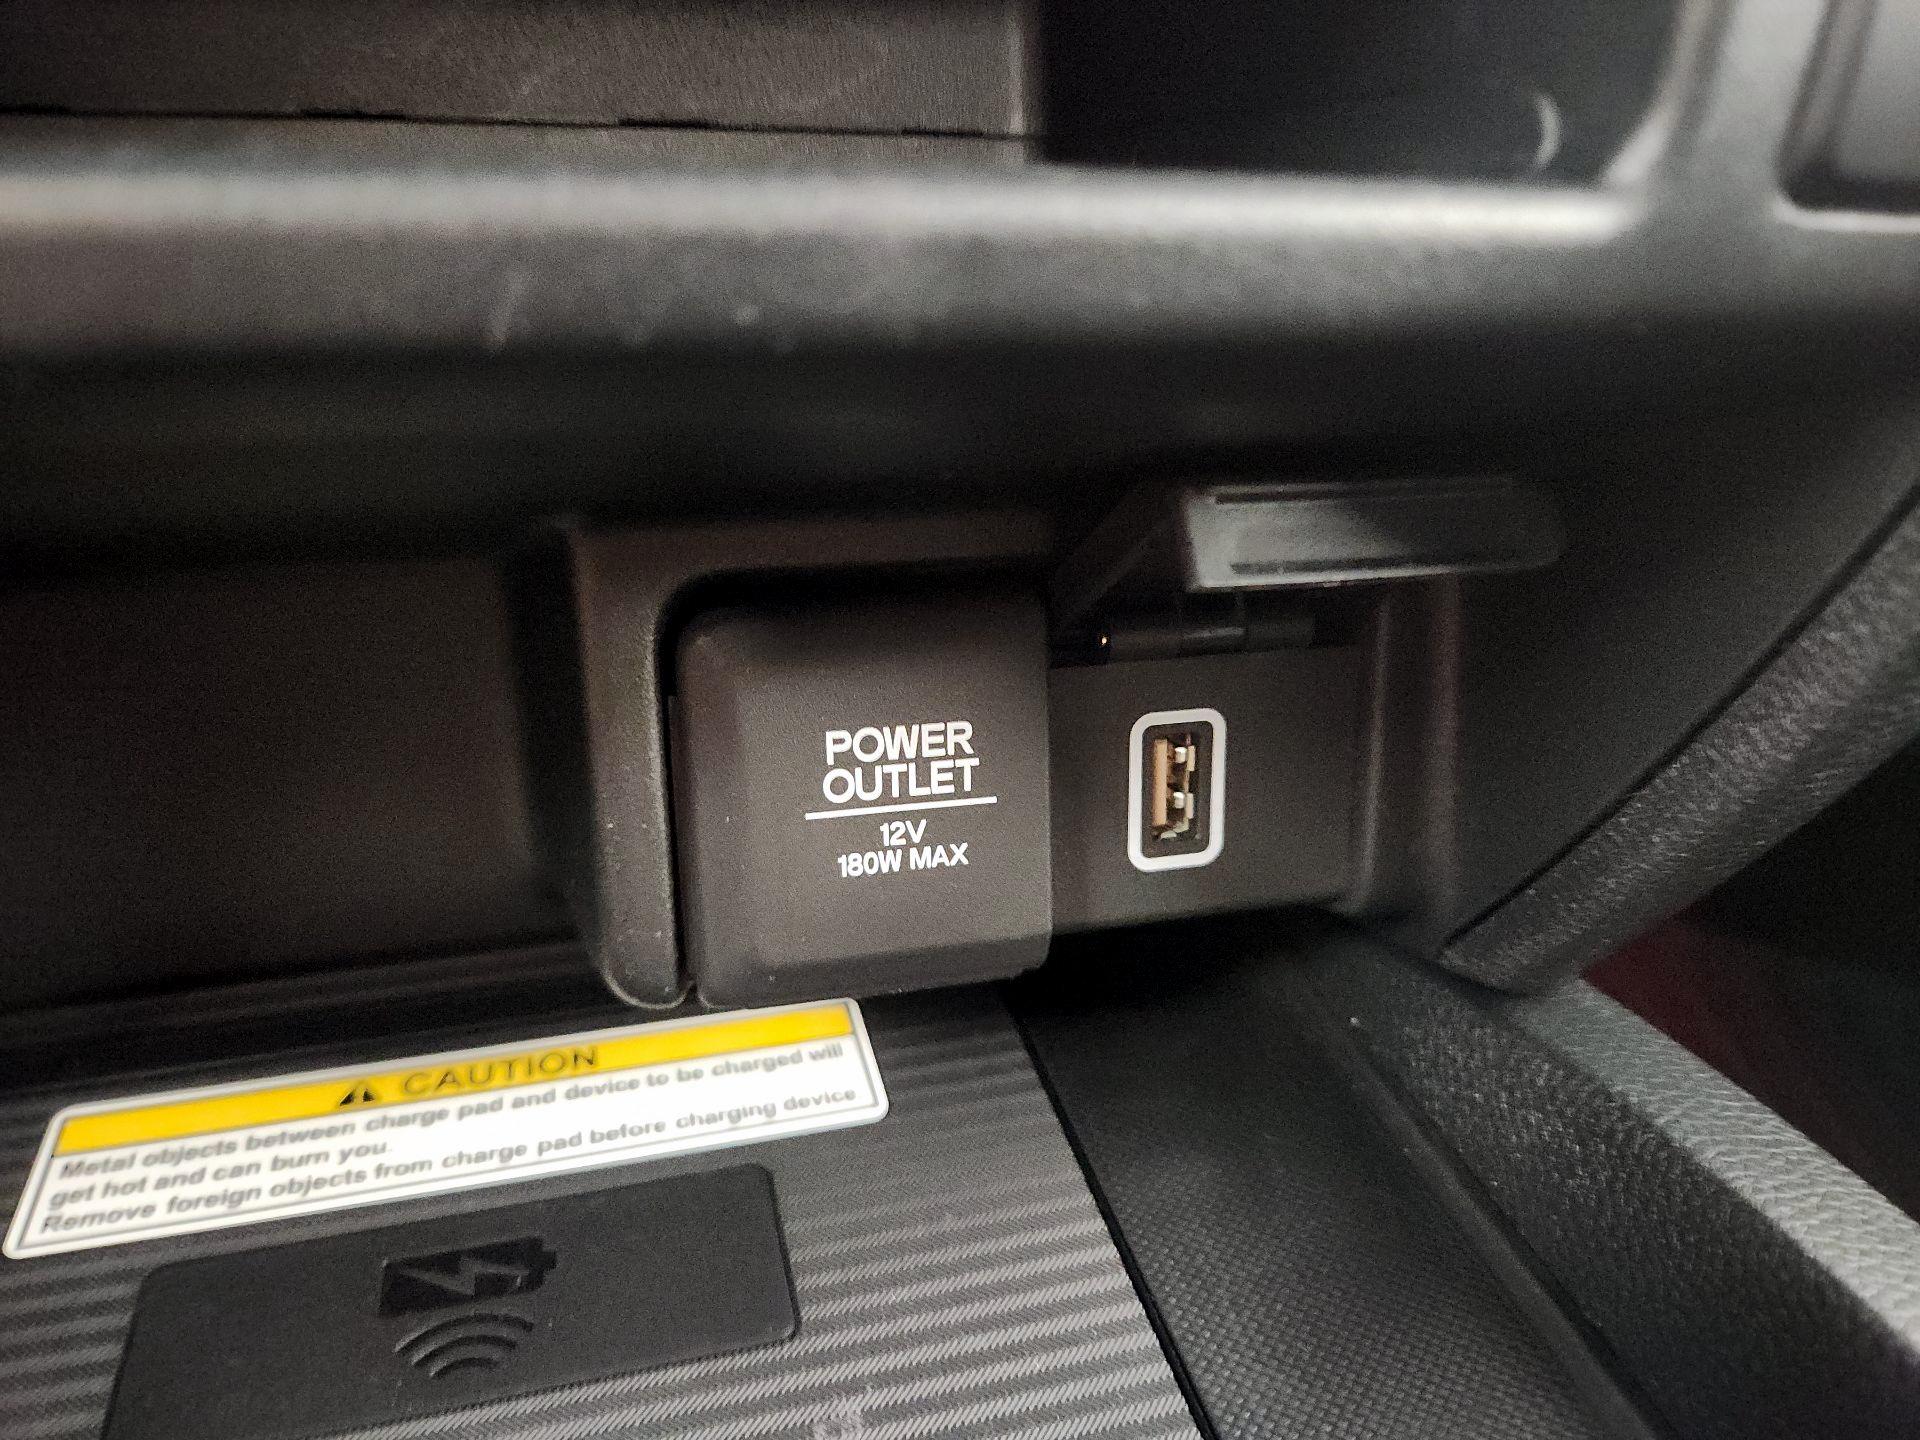 POWER
OUTLET
12V
180W MAX
CAUTION
Metal objects between charge pad and device to be charged will
get hot and can burn you.
Remove foreign objects from charge pad before charging device